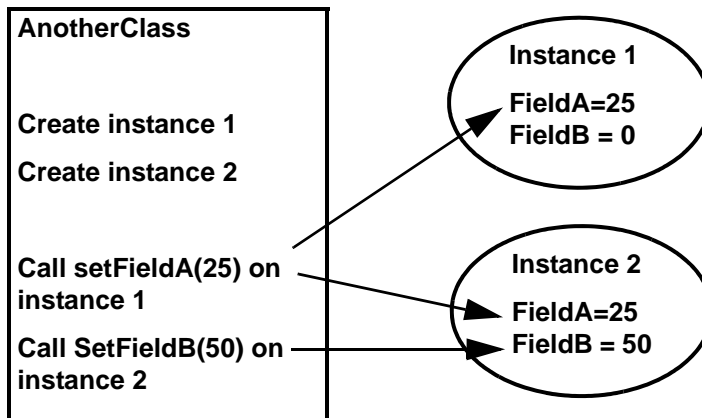 AnotherClass
Create instance 1
Create instance 2
Call setFieldA(25) on
instance 1
Call SetFieldB(50) on
instance 2
Instance 1
FieldA=25
FieldB = 0
Instance 2
FieldA=25
FieldB = 50